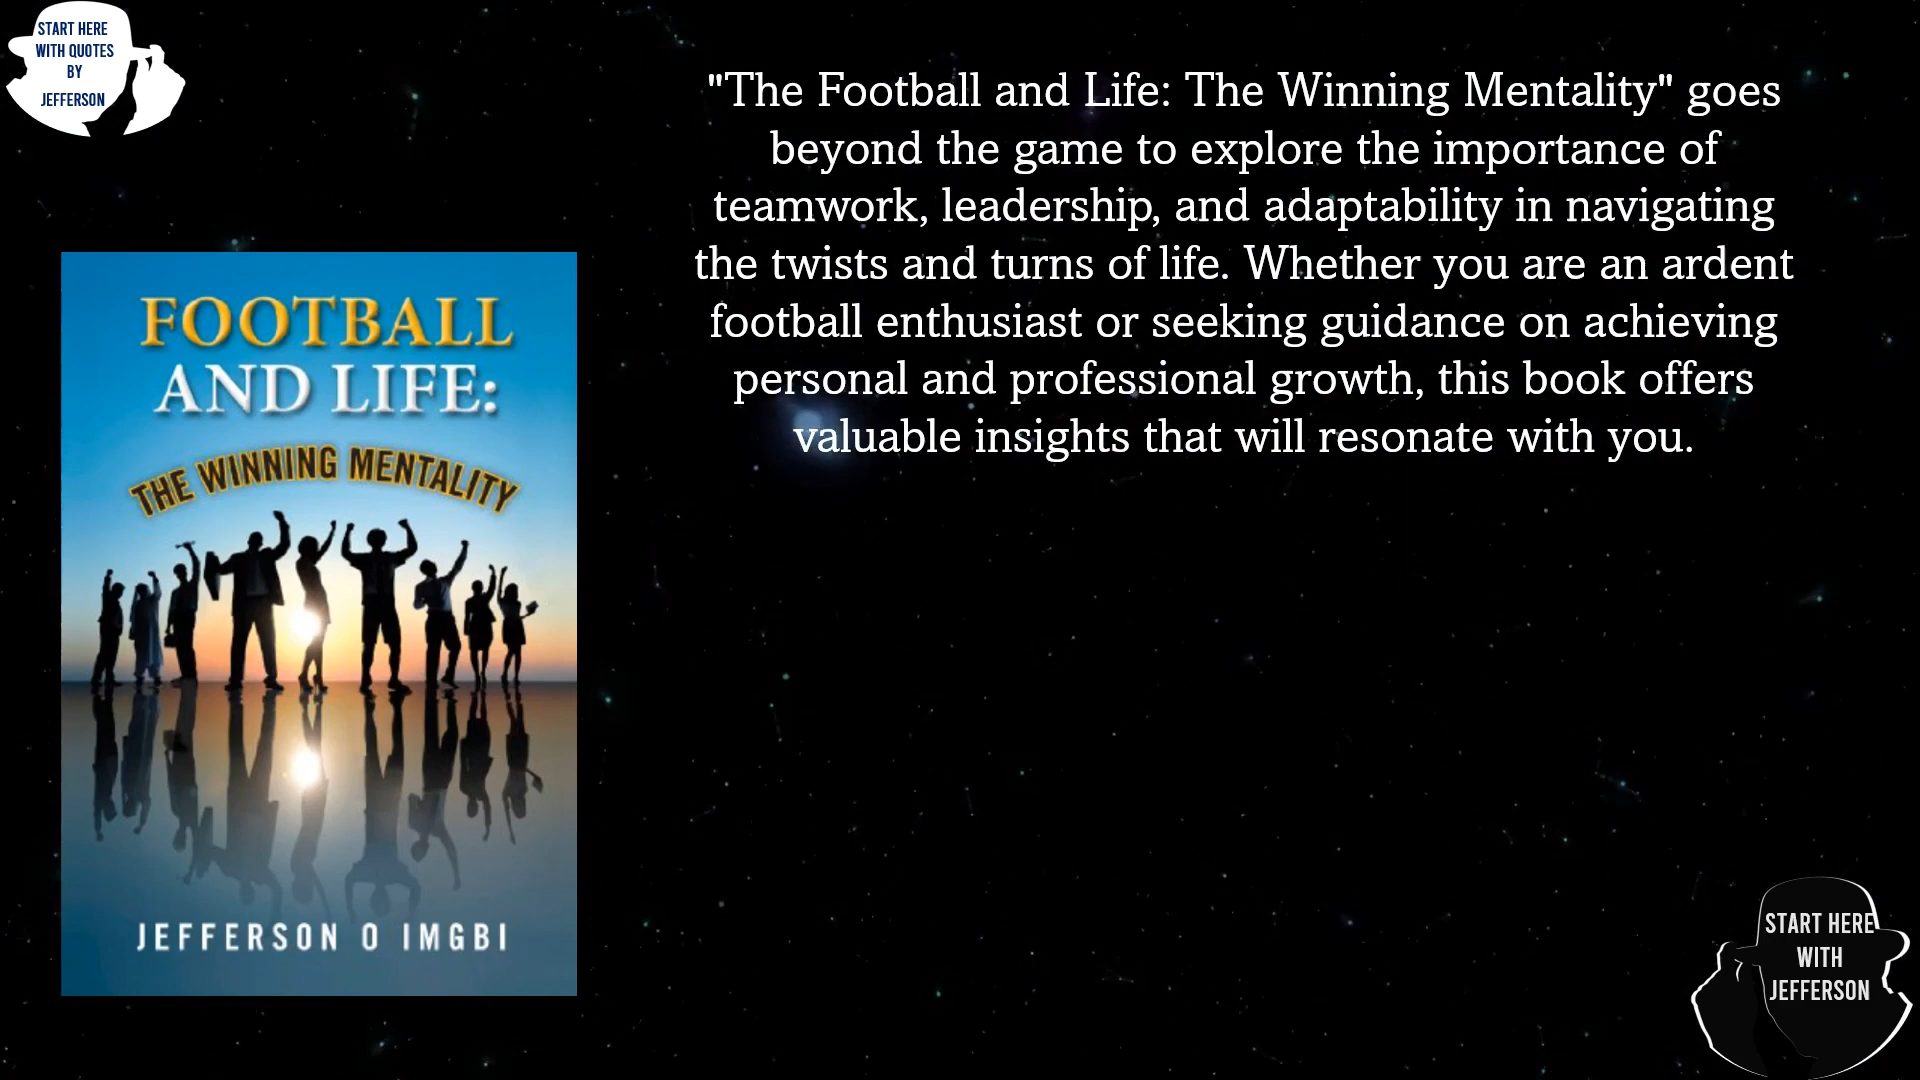 START HERE
WITH QUOTES
BY
JEFFERSON
"The Football and Life: The Winning Mentality" goes
beyond the game to explore the importance of
teamwork, leadership, and adaptability in navigating
the twists and turns of life. Whether you are an ardent
football enthusiast or seeking guidance on achieving
personal and professional growth, this book offers
valuable insights that will resonate with you.
FOOTBALL
AND LIFE:
THE WINNING MENTALITY
JEFFERSON O IMGBI
START HERE
WITH
JEFFERSON